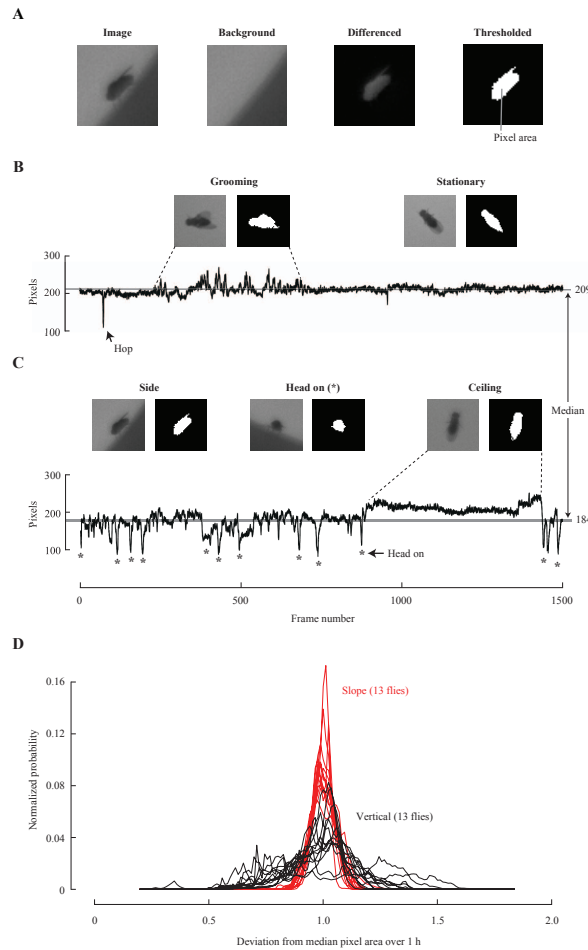 A
Image Background Differenced Thresholded
Pixel area
B
Grooming Stationary
300
200
100
Pixels
209
Hop
Median
C
Side Head on (*) Ceiling
300
200
100
Pixels
184
Head on
* * * * * * * * * * * *
0 500 1000 1500
Frame number
D
0.16
0.12
0.08
0.04
0
Normalized probability
Slope (13 flies)
Vertical (13 flies)
0 0.5 1.0 1.5 2.0
Deviation from median pixel area over 1 h